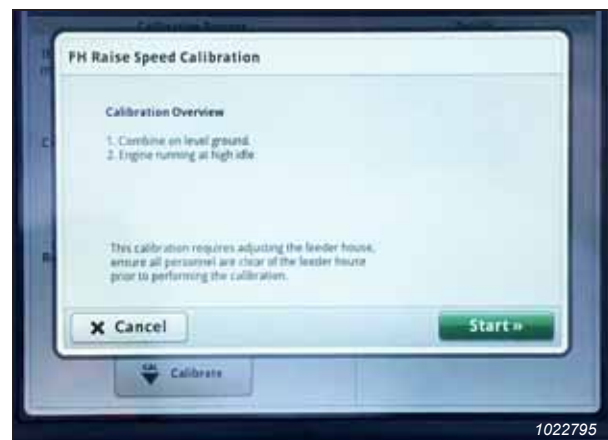 Calibration
FH Raise Speed Calibration
Calibration Overview
1. Combine on level ground.
2. Engine running at high idle
This calibration requires adjusting the feeder house,
ensure all personnel are clear of the feeder house
prior to performing the calibration.
X Cancel
Start »
CAL
Calibrate
1022795